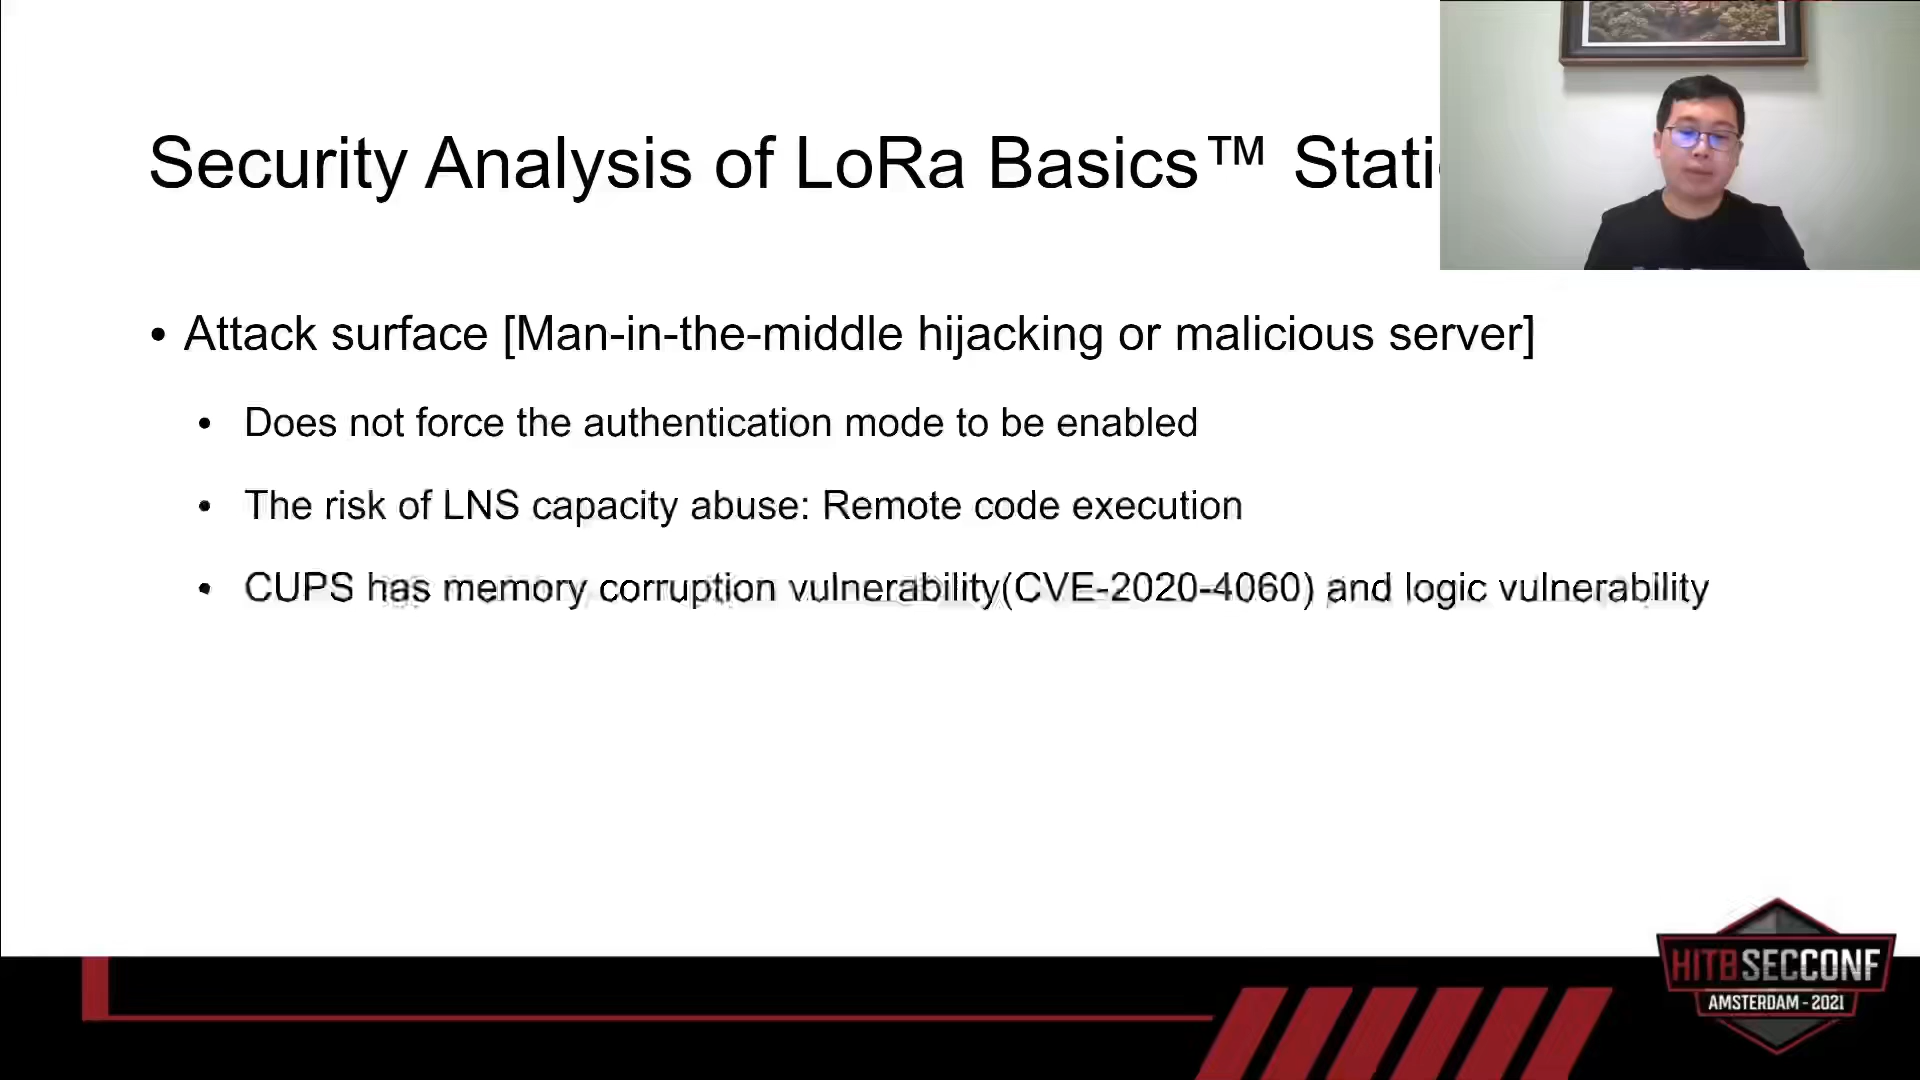 Security Analysis of LoRa Basics™ Stati
• Attack surface [Man-in-the-middle hijacking or malicious server]
• Does not force the authentication mode to be enabled
• The risk of LNS capacity abuse: Remote code execution
• CUPS has memory corruption vulnerability(CVE-2020-4060) and logic vulnerability
HITBSECCONF
AMSTERDAM - 2021